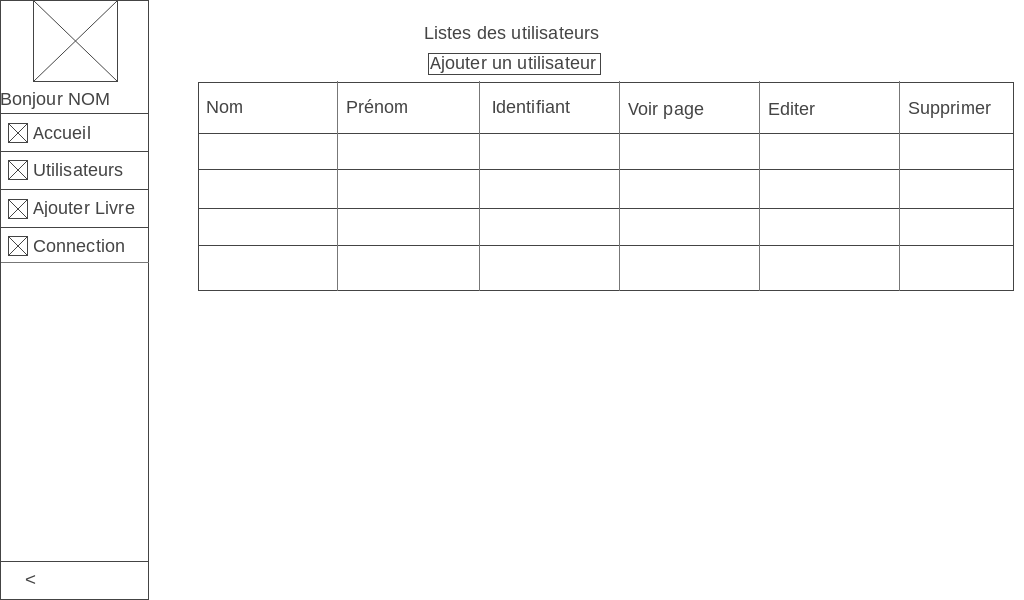 Bonjour NOM
Accueil
Utilisateurs
Ajouter Livre
Connection
<
Listes des utilisateurs
Ajouter un utilisateur
Nom Prénom Identifiant Voir page Editer Supprimer